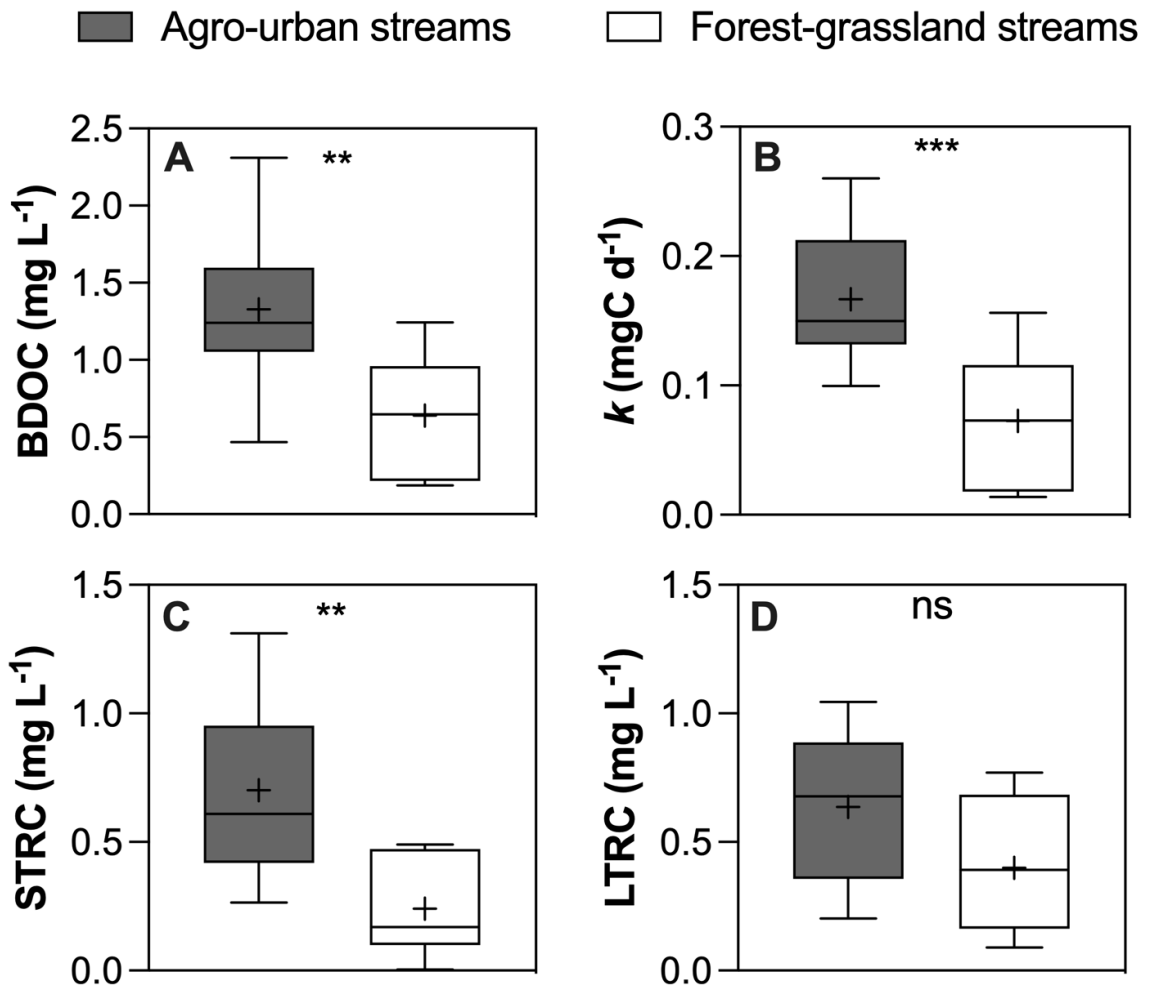 Agro-urban streams
Forest-grassland streams
A
**
BDOC (mg L⁻¹)
2.5
2.0
1.5
1.0
0.5
0.0
B
***
k (mgC d⁻¹)
0.3
0.2
0.1
0.0
C
**
STRC (mg L⁻¹)
1.5
1.0
0.5
0.0
D
ns
LTRC (mg L⁻¹)
1.5
1.0
0.5
0.0